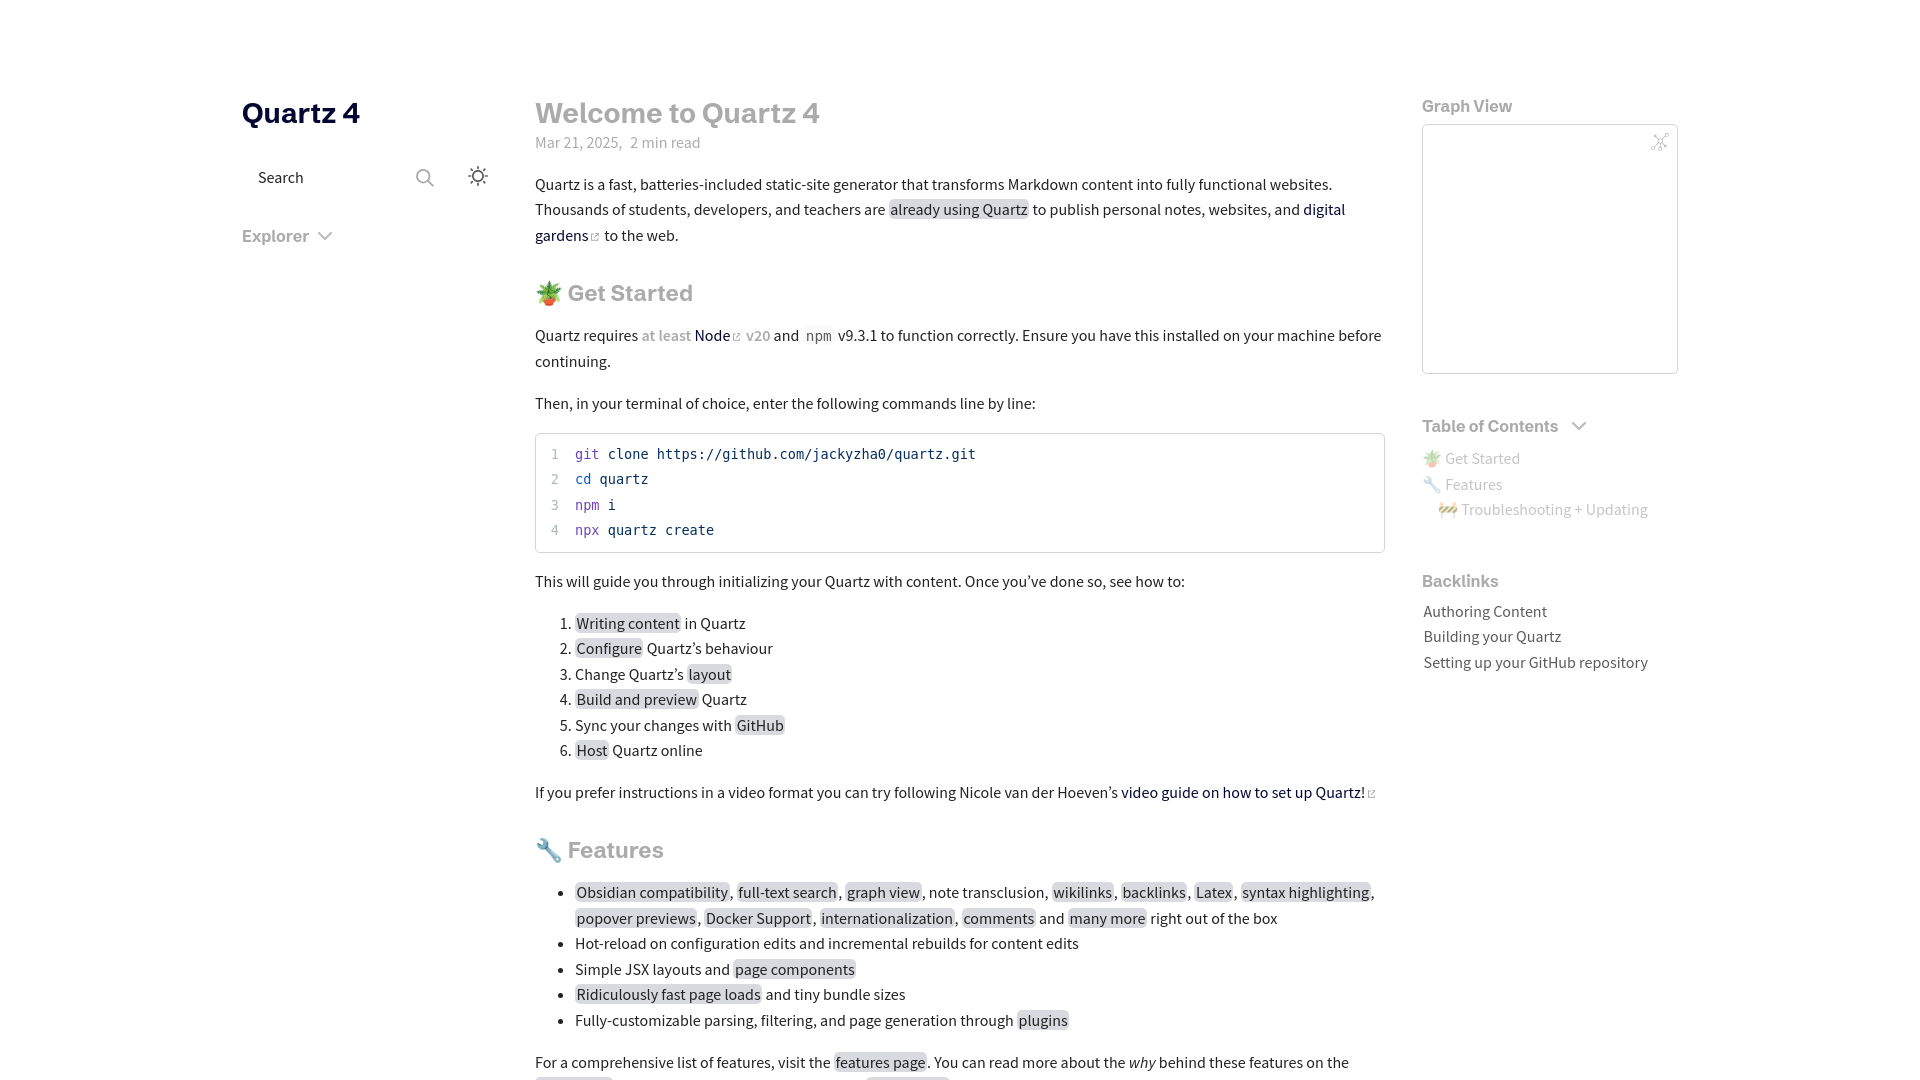 Quartz 4
Search
Explorer
Welcome to Quartz 4
Mar 21, 2025, 2 min read
Quartz is a fast, batteries-included static-site generator that transforms Markdown content into fully functional websites.
Thousands of students, developers, and teachers are already using Quartz to publish personal notes, websites, and digital
gardens to the web.
🪴 Get Started
Quartz requires at least Node v20 and npm v9.3.1 to function correctly. Ensure you have this installed on your machine before
continuing.
Then, in your terminal of choice, enter the following commands line by line:
1 git clone https://github.com/jackyzha0/quartz.git
2 cd quartz
3 npm i
4 npx quartz create
This will guide you through initializing your Quartz with content. Once you’ve done so, see how to:
1. Writing content in Quartz
2. Configure Quartz’s behaviour
3. Change Quartz’s layout
4. Build and preview Quartz
5. Sync your changes with GitHub
6. Host Quartz online
If you prefer instructions in a video format you can try following Nicole van der Hoeven’s video guide on how to set up Quartz!
🔧 Features
• Obsidian compatibility, full-text search, graph view, note transclusion, wikilinks, backlinks, Latex, syntax highlighting,
popover previews, Docker Support, internationalization, comments and many more right out of the box
• Hot-reload on configuration edits and incremental rebuilds for content edits
• Simple JSX layouts and page components
• Ridiculously fast page loads and tiny bundle sizes
• Fully-customizable parsing, filtering, and page generation through plugins
For a comprehensive list of features, visit the features page. You can read more about the why behind these features on the
Graph View
Table of Contents
🪴 Get Started
🔧 Features
🚧 Troubleshooting + Updating
Backlinks
Authoring Content
Building your Quartz
Setting up your GitHub repository